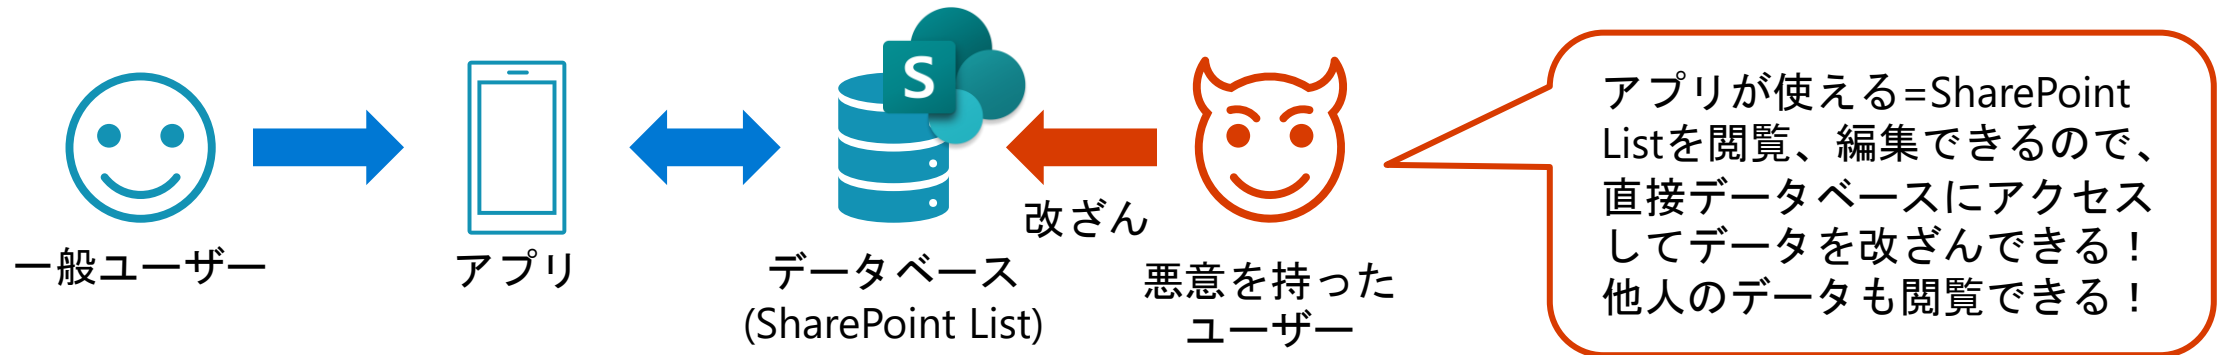 S
アプリが使える=SharePoint
Listを閲覧、編集できるので、
直接データベースにアクセス
してデータを改ざんできる！
他人のデータも閲覧できる！
改ざん
一般ユーザー
アプリ
データベース
(SharePoint List)
悪意を持った
ユーザー